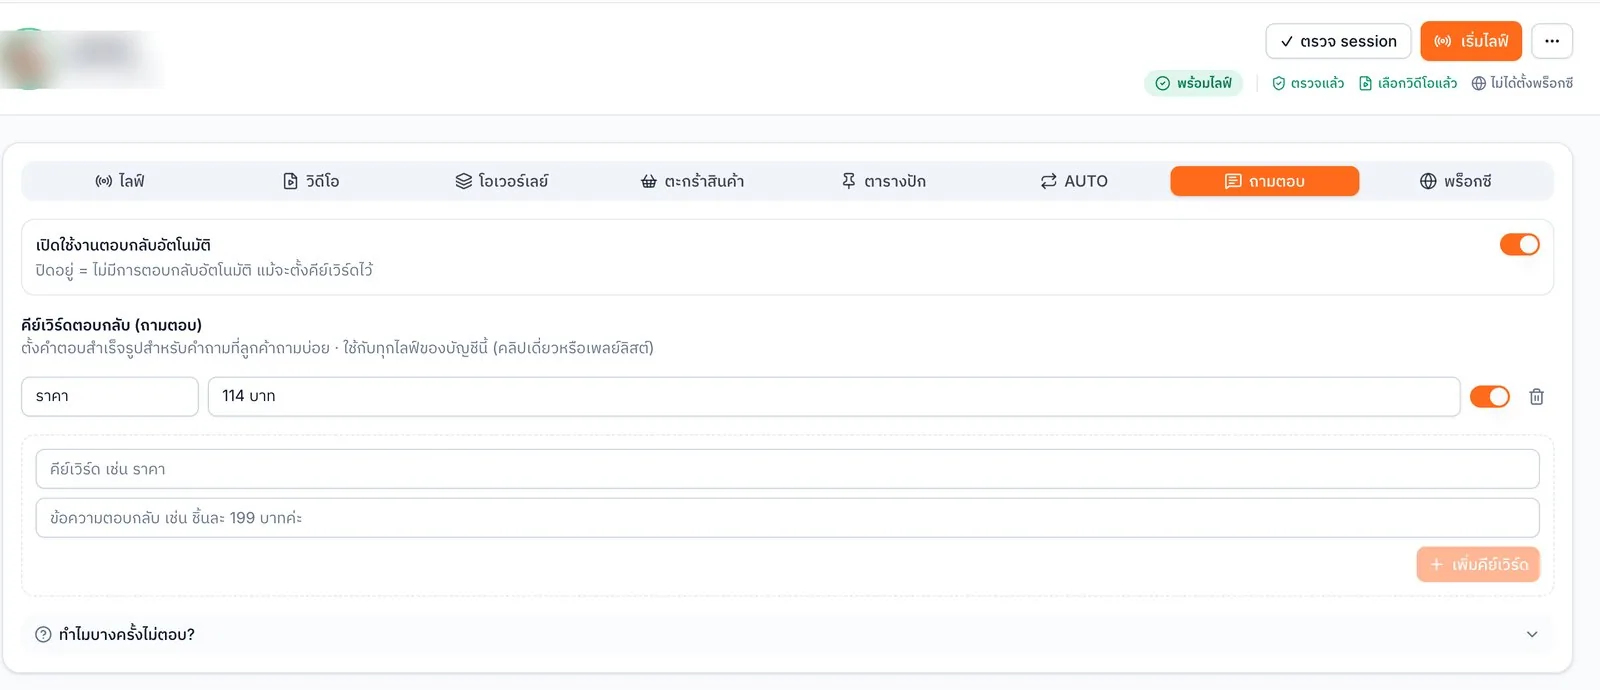 ตรวจ session
เริ่มไลฟ์
พร้อมไลฟ์
ตรวจแล้ว
เลือกวิดีโอแล้ว
ไม่ได้ตั้งพร็อกซี
ไลฟ์
วิดีโอ
โอเวอร์เลย์
ตะกร้าสินค้า
ตารางปัก
AUTO
ถามตอบ
พร็อกซี
เปิดใช้งานตอบกลับอัตโนมัติ
ปิดอยู่ = ไม่มีการตอบกลับอัตโนมัติ แม้จะตั้งคีย์เวิร์ดไว้
คีย์เวิร์ดตอบกลับ (ถามตอบ)
ตั้งคำตอบสำเร็จรูปสำหรับคำถามที่ลูกค้าถามบ่อย · ใช้กับทุกไลฟ์ของบัญชีนี้ (คลิปเดี่ยวหรือเพลย์ลิสต์)
ราคา
114 บาท
คีย์เวิร์ด เช่น ราคา
ข้อความตอบกลับ เช่น ชิ้นละ 199 บาทค่ะ
+ เพิ่มคีย์เวิร์ด
ทำไมบางครั้งไม่ตอบ?